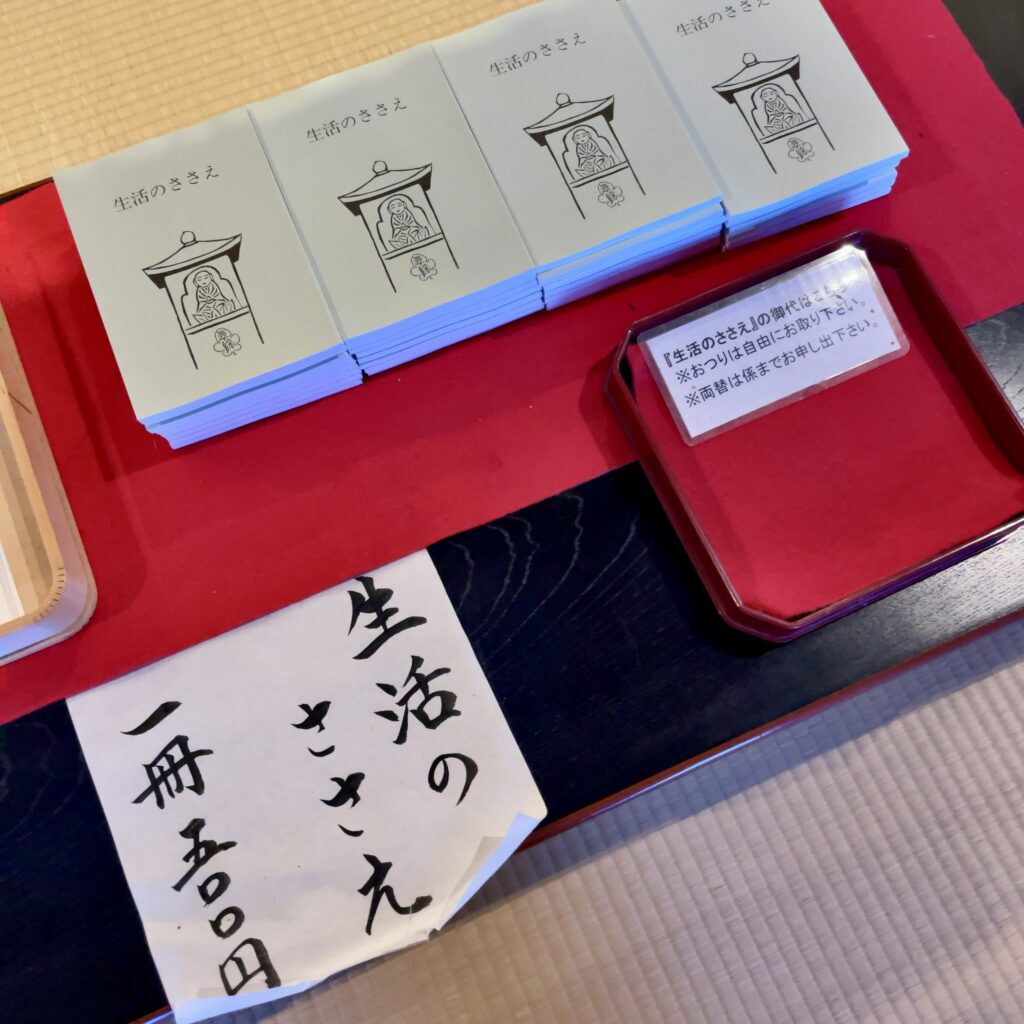 生活のささえ
生活のささえ
生活のささえ
生活のささえ
『生活のささえ』の御代はこちら
※おつりは自由にお取り下さい。
※両替は係までお申し出下さい。
生活の
ささえ
一冊五〇〇円